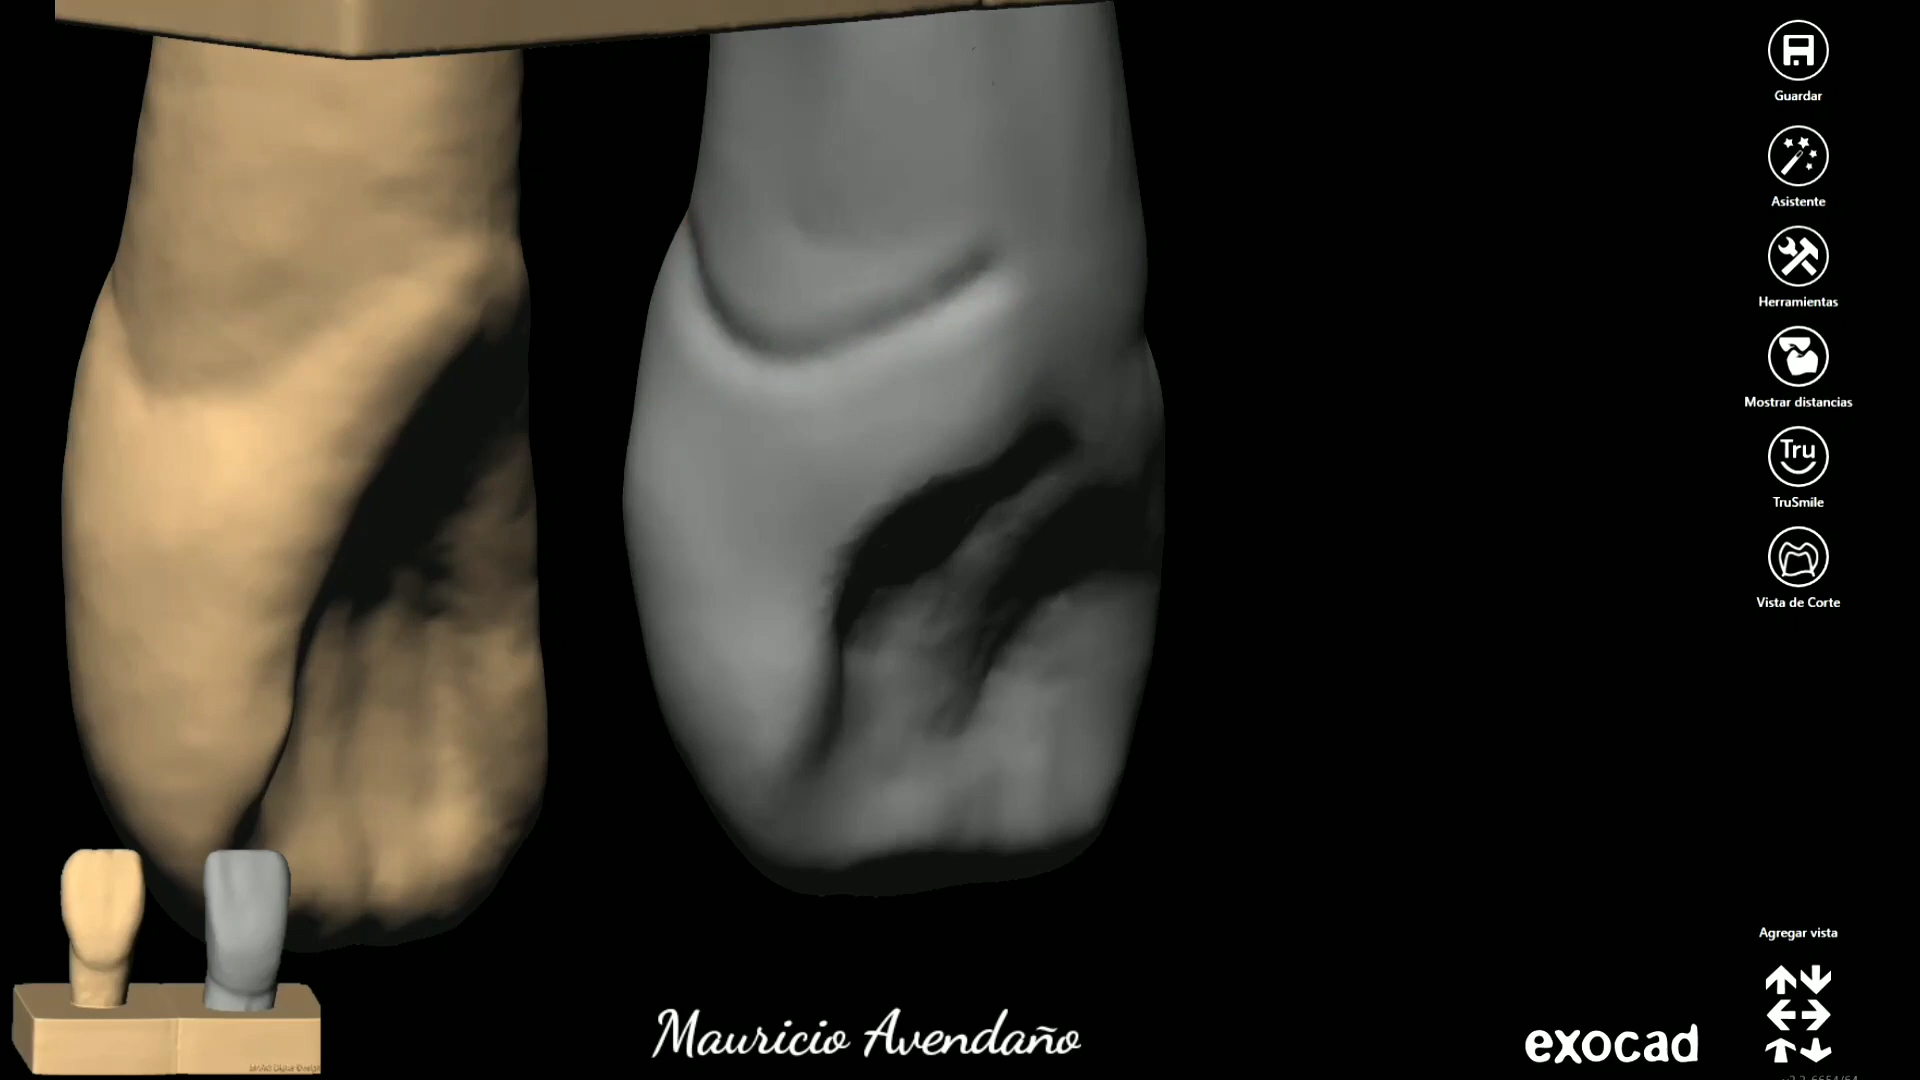 Guardar
Asistente
Herramientas
Mostrar distancias
Tru
TruSmile
Vista de Corte
Agregar vista
Mauricio Avendaño
exocad